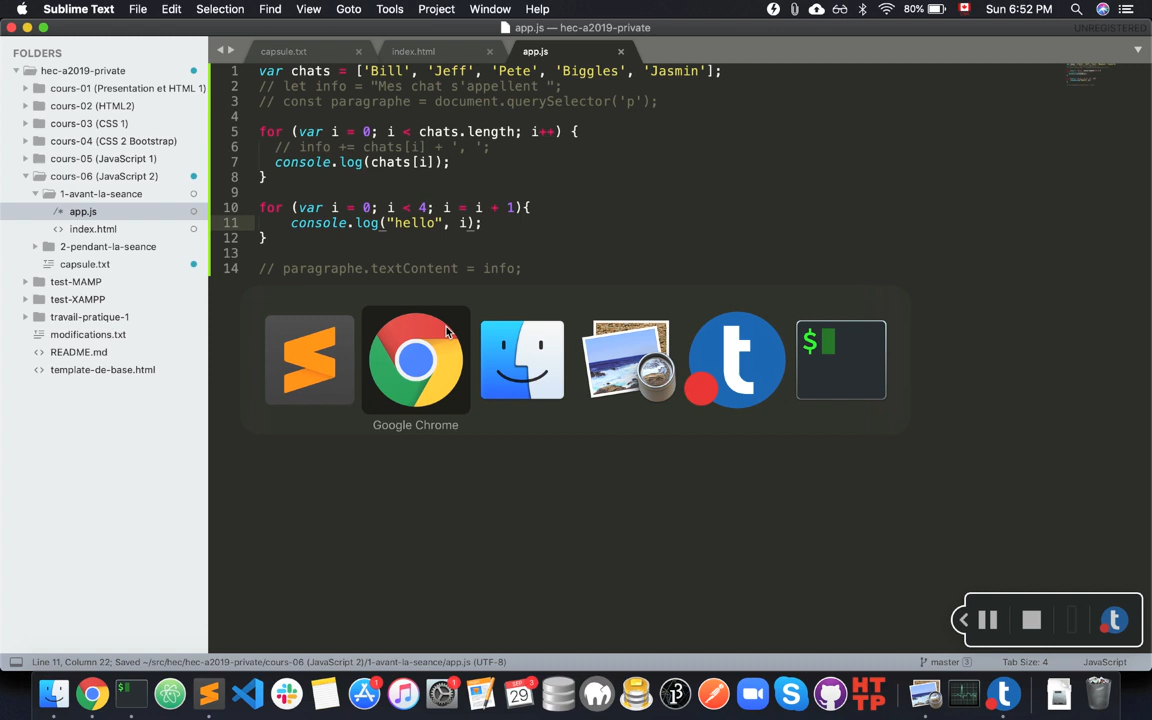 Sublime Text File Edit Selection Find View Goto Tools Project Window Help 80% Sun 6:52 PM
app.js — hec-a2019-private UNREGISTERED
FOLDERS
hec-a2019-private
cours-01 (Presentation et HTML 1)
cours-02 (HTML2)
cours-03 (CSS 1)
cours-04 (CSS 2 Bootstrap)
cours-05 (JavaScript 1)
cours-06 (JavaScript 2)
1-avant-la-seance
/* app.js
<> index.html
2-pendant-la-seance
capsule.txt
test-MAMP
test-XAMPP
travail-pratique-1
modifications.txt
README.md
template-de-base.html
capsule.txt × index.html × app.js ×
1 var chats = ['Bill', 'Jeff', 'Pete', 'Biggles', 'Jasmin'];
2 // let info = "Mes chat s'appellent ";
3 // const paragraphe = document.querySelector('p');
4
5 for (var i = 0; i < chats.length; i++) {
6 // info += chats[i] + ', ';
7 console.log(chats[i]);
8 }
9
10 for (var i = 0; i < 4; i = i + 1){
11 console.log("hello", i);
12 }
13
14 // paragraphe.textContent = info;
$
t
Google Chrome
t
Line 11, Column 22; Saved ~/src/hec/hec-a2019-private/cours-06 (JavaScript 2)/1-avant-la-seance/app.js (UTF-8) master 3 Tab Size: 4 JavaScript
$ 1 1 SEP 3 29 HT TP t